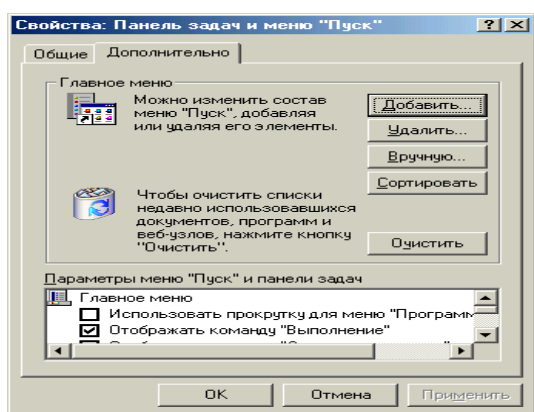 Свойства: Панель задач и меню "Пуск"
Общие Дополнительно
Главное меню
Можно изменить состав
меню "Пуск", добавляя
или удаляя его элементы.
Добавить...
Удалить...
Вручную...
Сортировать
Чтобы очистить списки
недавно использовавшихся
документов, программ и
веб-узлов, нажмите кнопку
"Очистить".
Очистить
Параметры меню "Пуск" и панели задач
Главное меню
Использовать прокрутку для меню "Программ
Отображать команду "Выполнение"
OK Отмена Применить